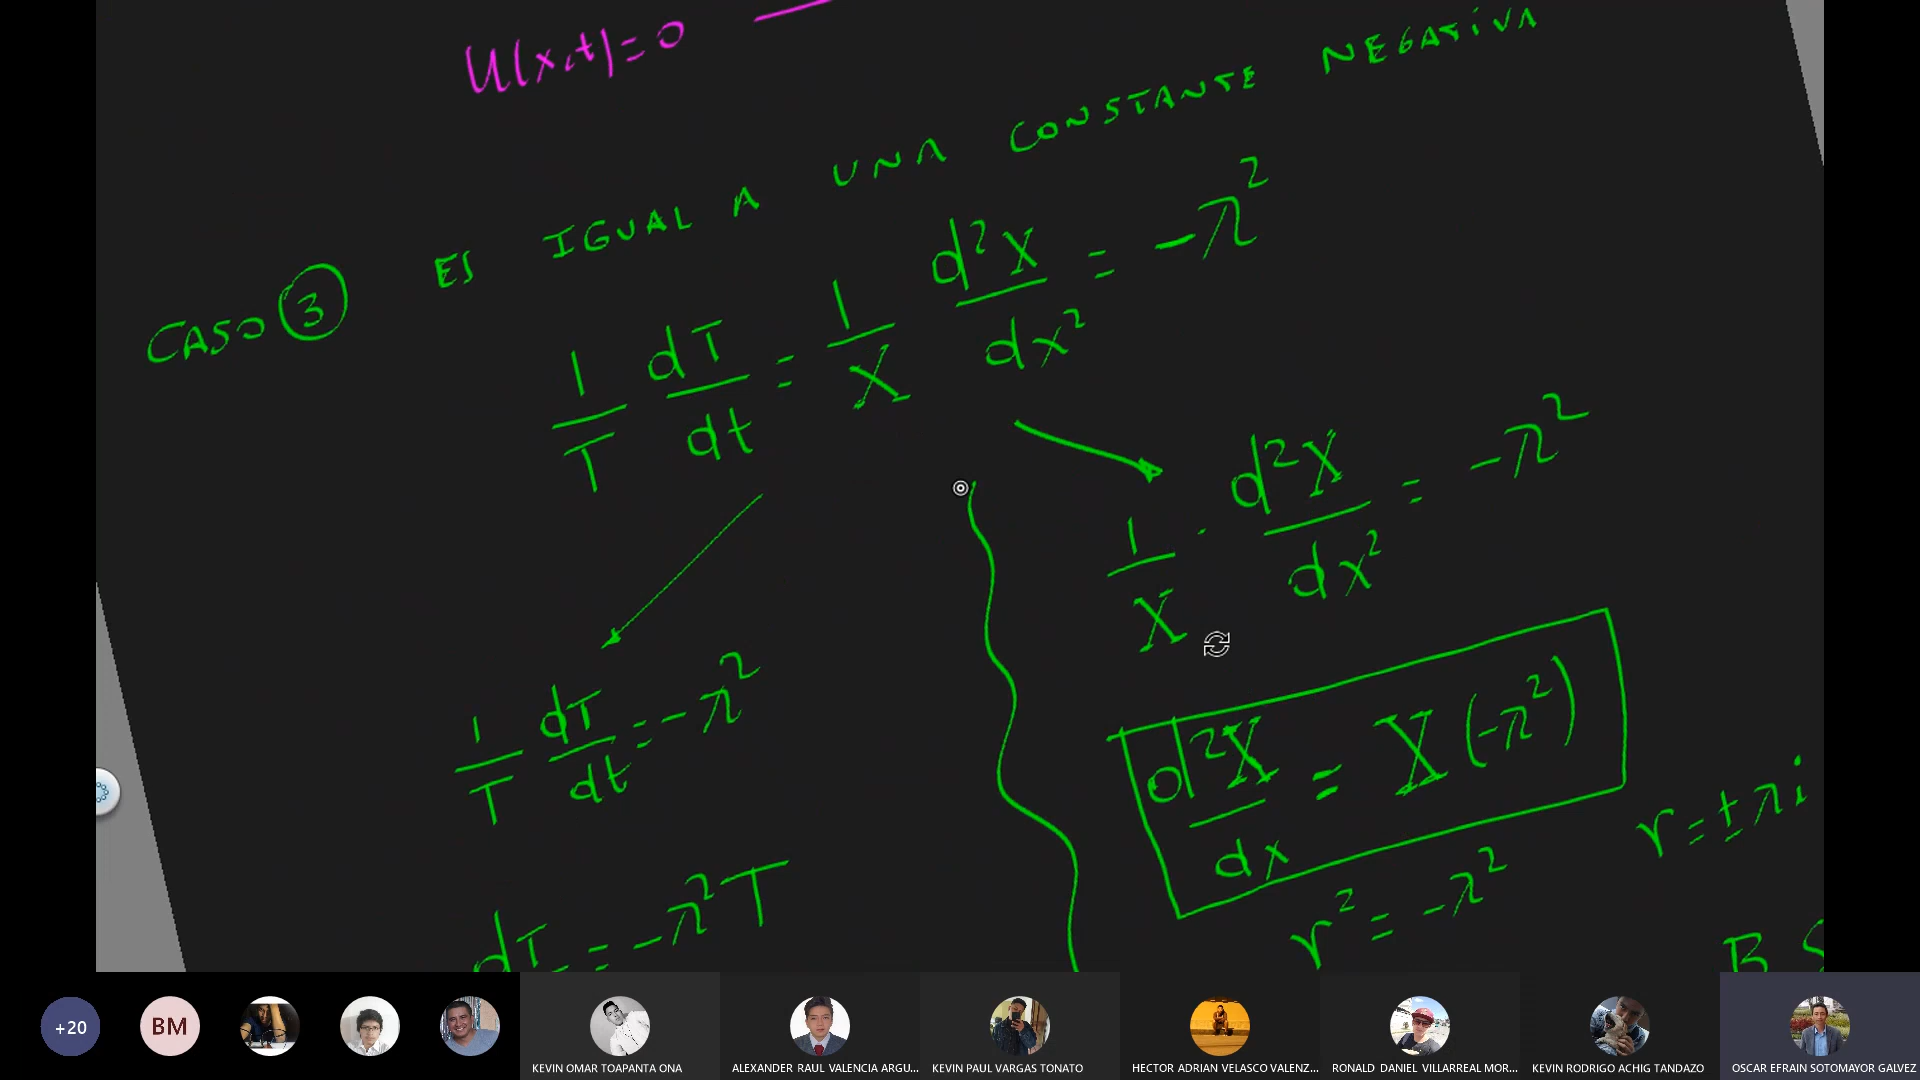 U(x,t)=0
CASO 3 ES IGUAL A UNA CONSTANTE NEGATIVA
1/T dT/dt = 1/X d²X/dx² = -λ²
1/X · d²X/dx² = -λ²
1/T dT/dt = -λ²
d²X/dx = X(-λ²)
r = ± λi
r² = -λ²
dT = -λ²T
B
+20
BM
KEVIN OMAR TOAPANTA ONA
ALEXANDER RAUL VALENCIA ARGU...
KEVIN PAUL VARGAS TONATO
HECTOR ADRIAN VELASCO VALENZ...
RONALD DANIEL VILLARREAL MOR...
KEVIN RODRIGO ACHIG TANDAZO
OSCAR EFRAIN SOTOMAYOR GALVEZ